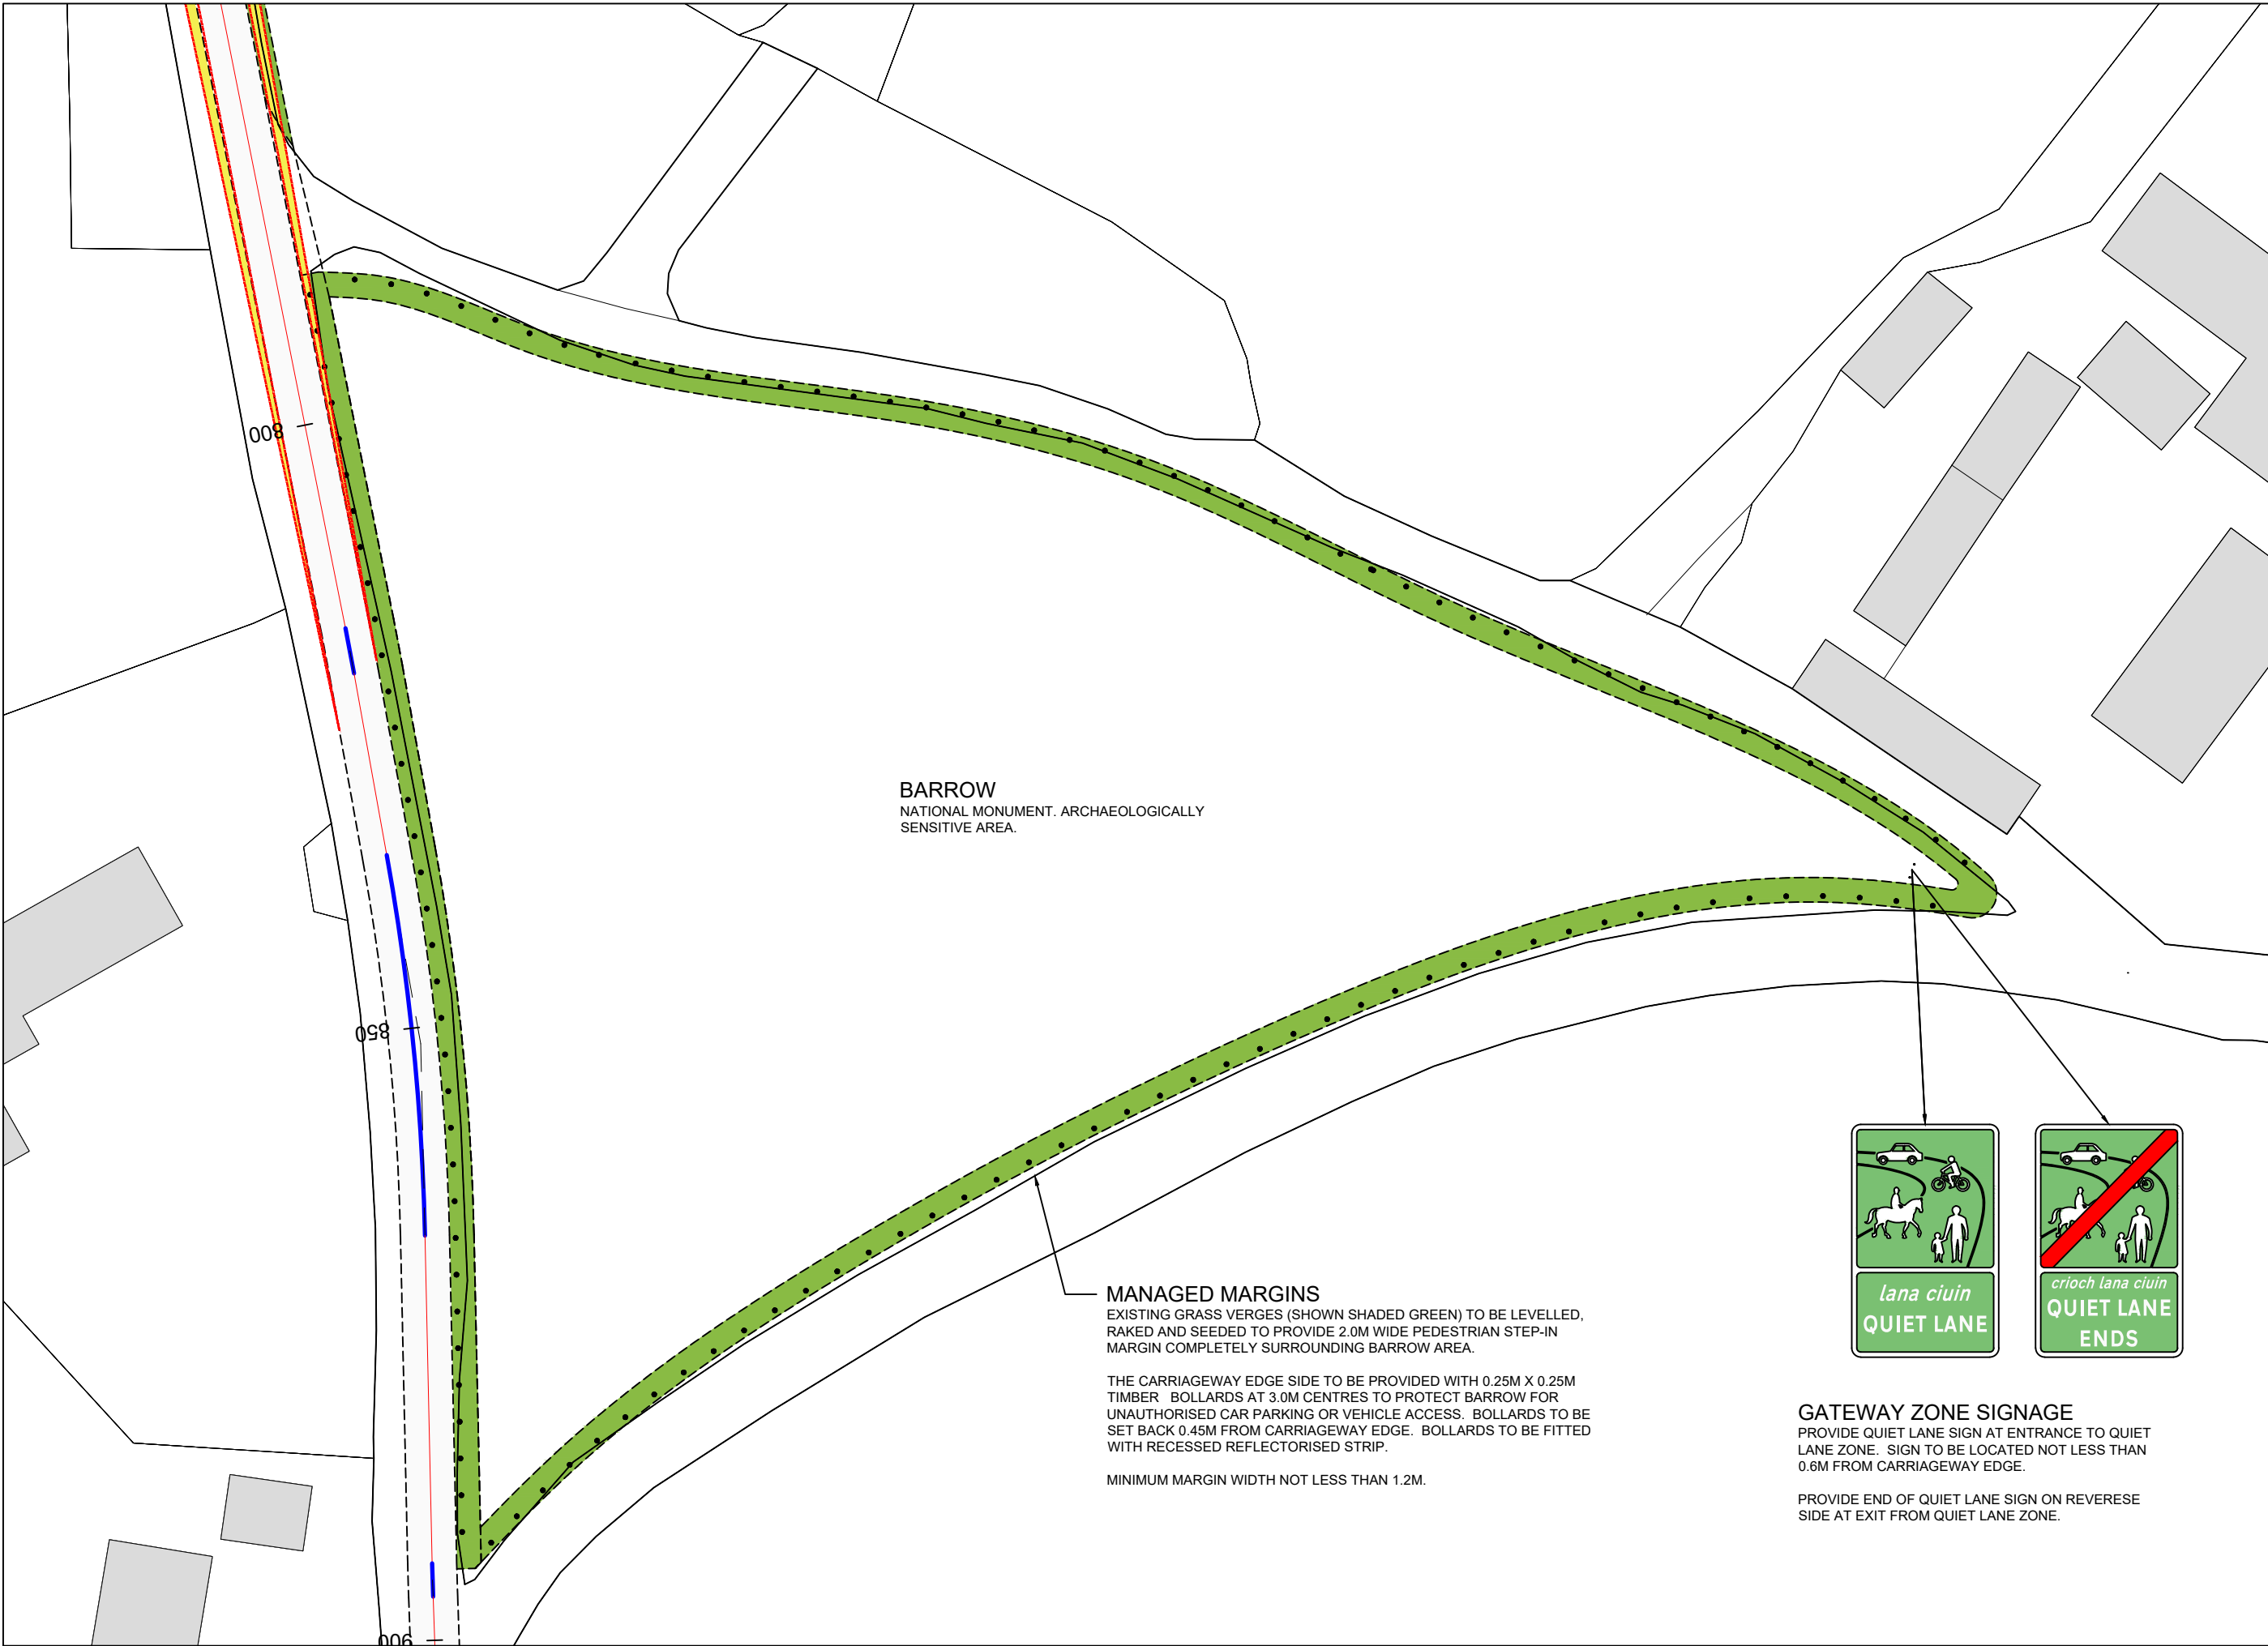 800
BARROW
NATIONAL MONUMENT. ARCHAEOLOGICALLY
SENSITIVE AREA.
850
MANAGED MARGINS
EXISTING GRASS VERGES (SHOWN SHADED GREEN) TO BE LEVELLED,
RAKED AND SEEDED TO PROVIDE 2.0M WIDE PEDESTRIAN STEP-IN
MARGIN COMPLETELY SURROUNDING BARROW AREA.
THE CARRIAGEWAY EDGE SIDE TO BE PROVIDED WITH 0.25M X 0.25M
TIMBER BOLLARDS AT 3.0M CENTRES TO PROTECT BARROW FOR
UNAUTHORISED CAR PARKING OR VEHICLE ACCESS. BOLLARDS TO BE
SET BACK 0.45M FROM CARRIAGEWAY EDGE. BOLLARDS TO BE FITTED
WITH RECESSED REFLECTORISED STRIP.
MINIMUM MARGIN WIDTH NOT LESS THAN 1.2M.
lana ciuin
QUIET LANE
crioch lana ciuin
QUIET LANE
ENDS
GATEWAY ZONE SIGNAGE
PROVIDE QUIET LANE SIGN AT ENTRANCE TO QUIET
LANE ZONE. SIGN TO BE LOCATED NOT LESS THAN
0.6M FROM CARRIAGEWAY EDGE.
PROVIDE END OF QUIET LANE SIGN ON REVERESE
SIDE AT EXIT FROM QUIET LANE ZONE.
900